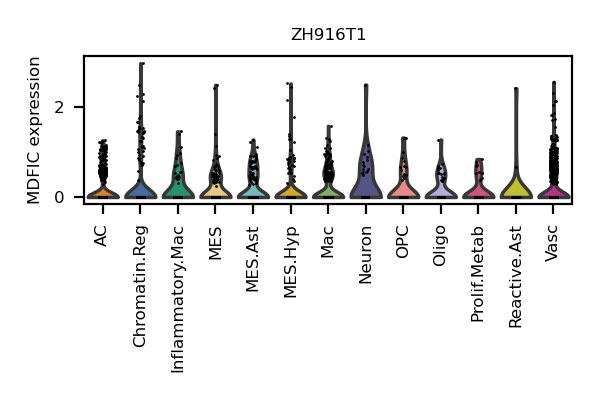 ZH916T1
MDFIC expression
2
0
AC
Chromatin.Reg
Inflammatory.Mac
MES
MES.Ast
MES.Hyp
Mac
Neuron
OPC
Oligo
Prolif.Metab
Reactive.Ast
Vasc